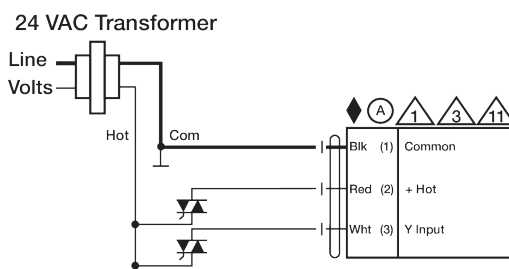 24 VAC Transformer
Line
Volts
Hot
Com
A
1
3
11
Blk (1) Common
Red (2) + Hot
Wht (3) Y Input